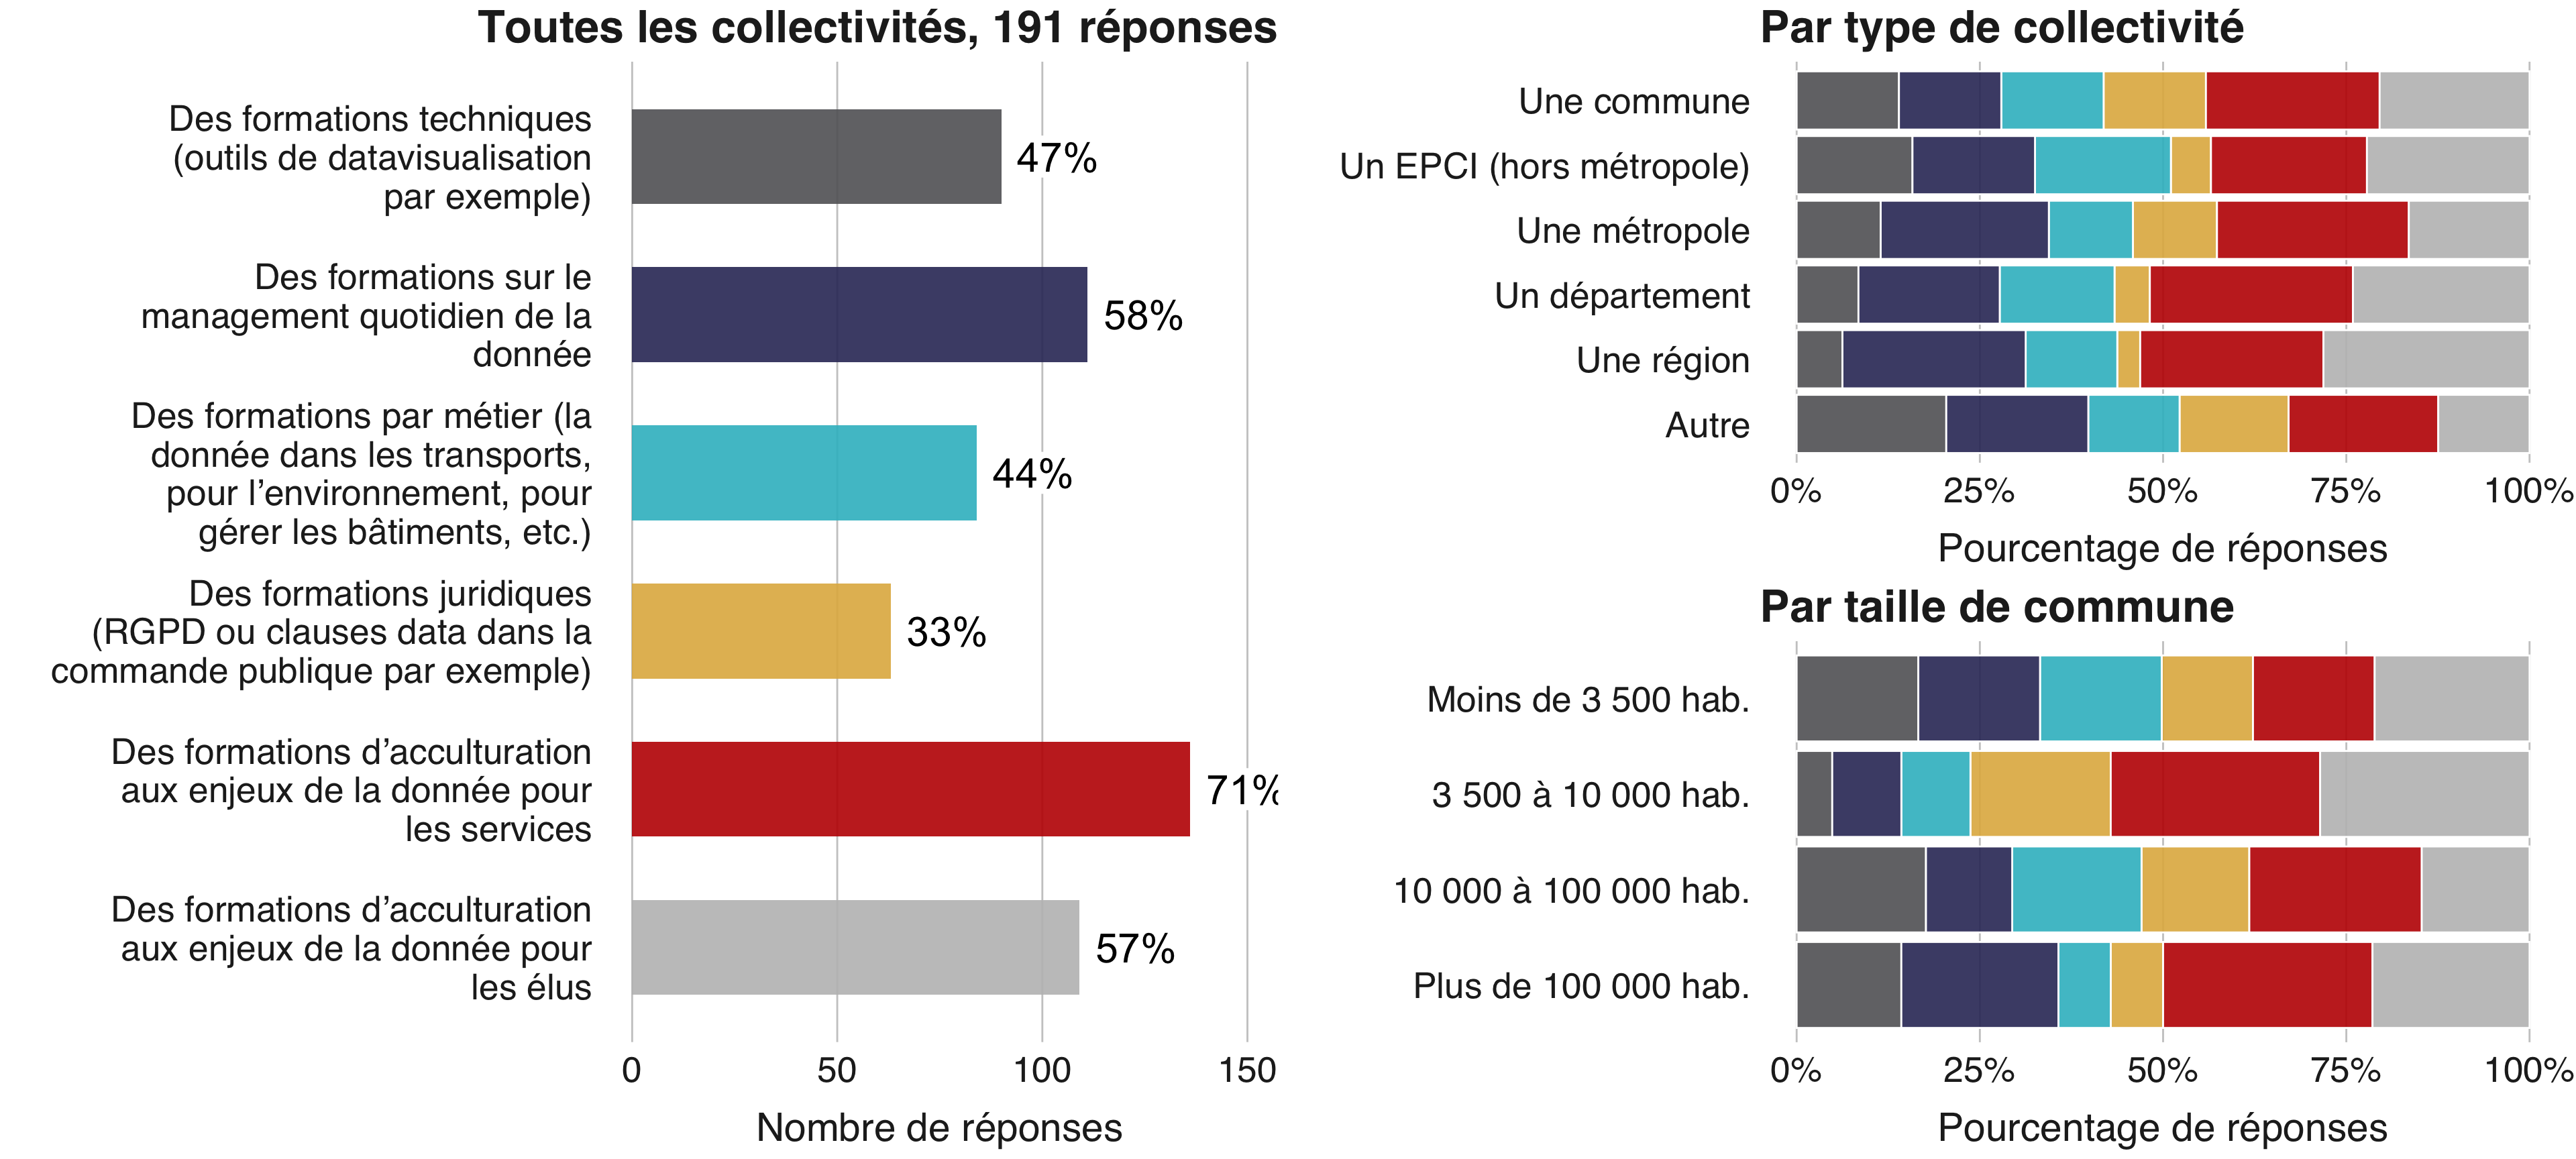 Toutes les collectivités, 191 réponses
Des formations techniques
(outils de datavisualisation
par exemple)
47%
Des formations sur le
management quotidien de la
donnée
58%
Des formations par métier (la
donnée dans les transports,
pour l’environnement, pour
gérer les bâtiments, etc.)
44%
Des formations juridiques
(RGPD ou clauses data dans la
commande publique par exemple)
33%
Des formations d’acculturation
aux enjeux de la donnée pour
les services
71%
Des formations d’acculturation
aux enjeux de la donnée pour
les élus
57%
0 50 100 150
Nombre de réponses
Par type de collectivité
Une commune
Un EPCI (hors métropole)
Une métropole
Un département
Une région
Autre
0% 25% 50% 75% 100%
Pourcentage de réponses
Par taille de commune
Moins de 3 500 hab.
3 500 à 10 000 hab.
10 000 à 100 000 hab.
Plus de 100 000 hab.
0% 25% 50% 75% 100%
Pourcentage de réponses